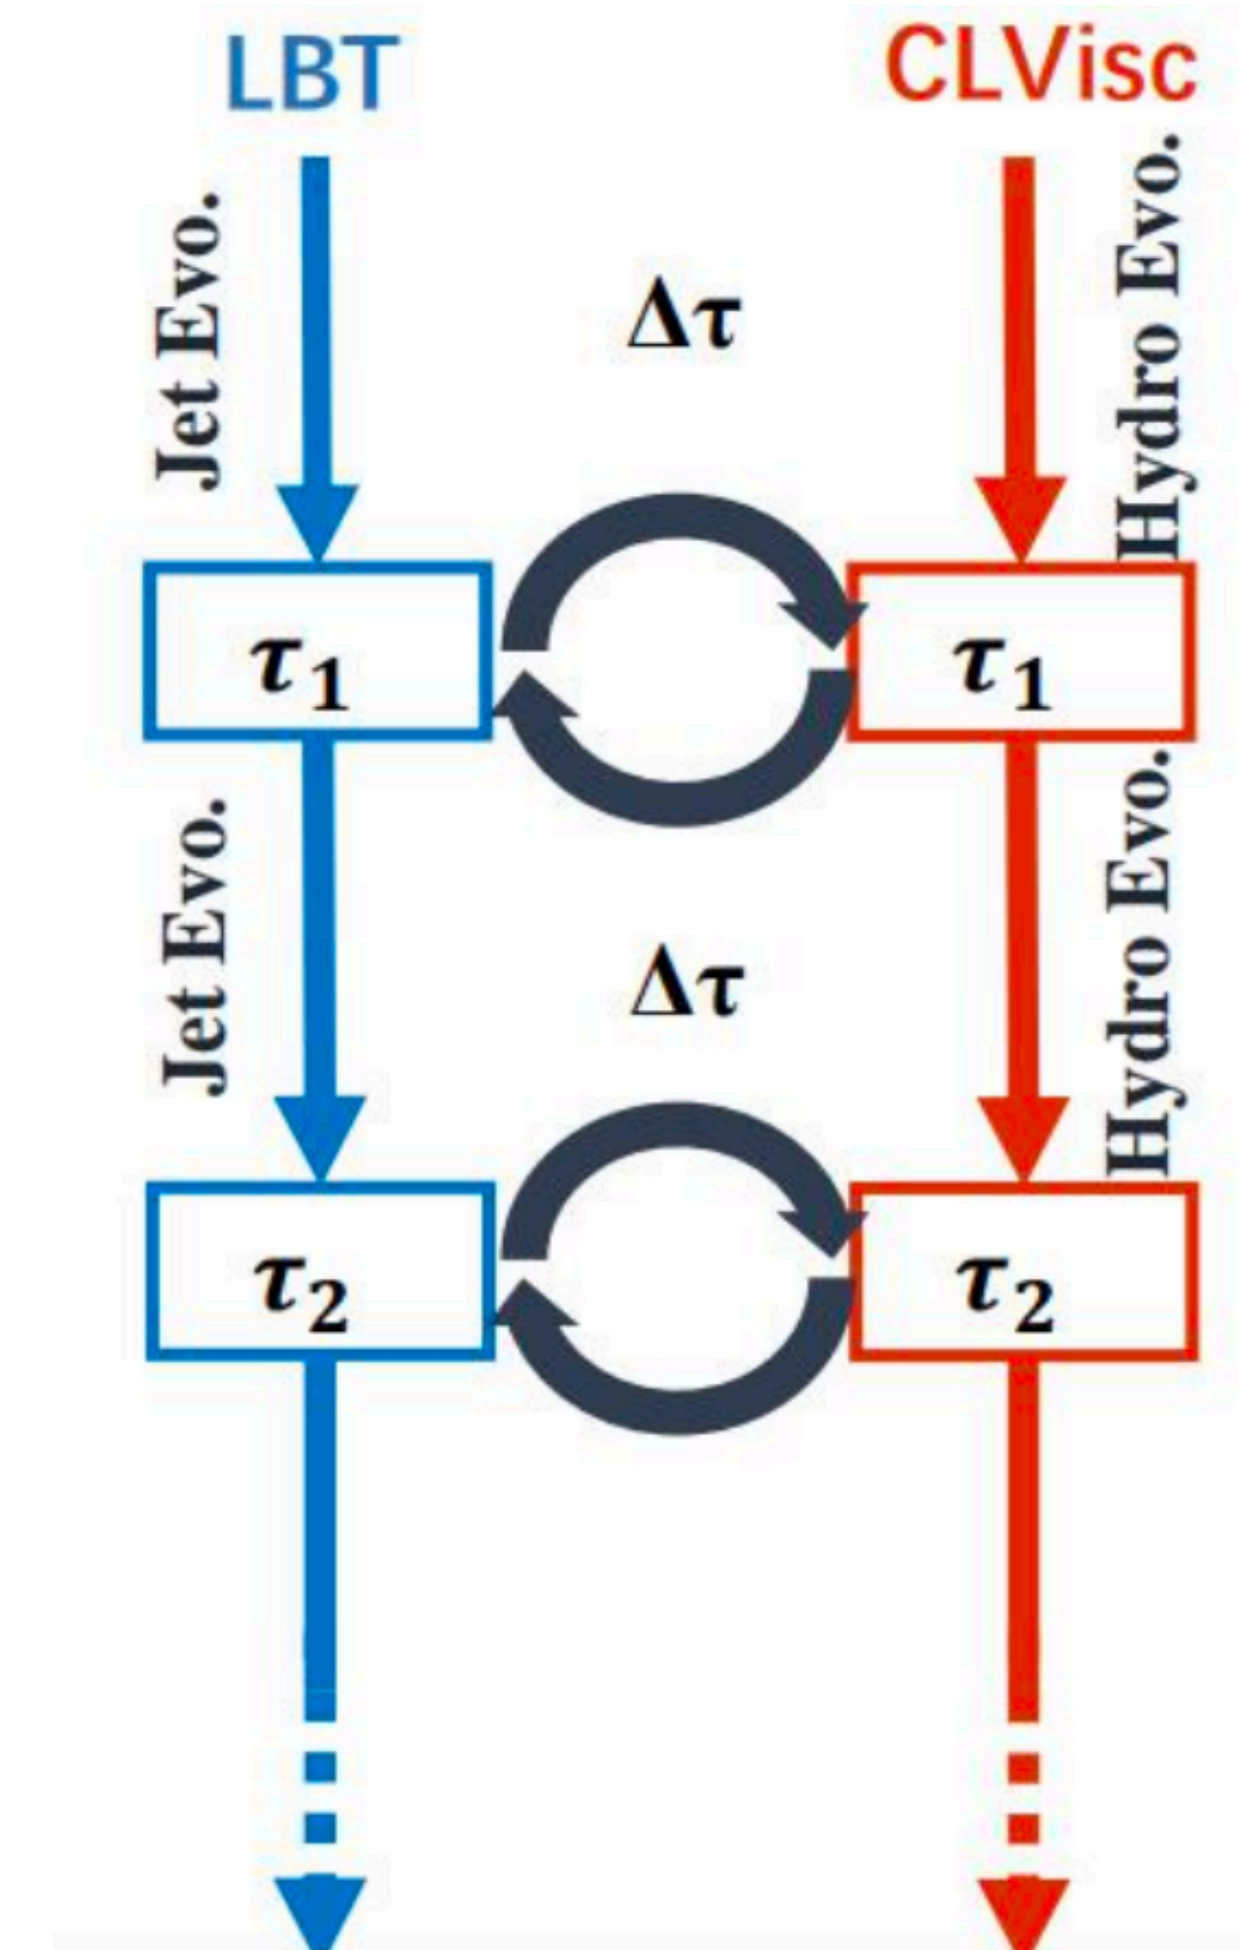 LBT
CLVisc
Jet Evo.
Δτ
Hydro Evo.
τ1
τ1
Jet Evo.
Δτ
Hydro Evo.
τ2
τ2